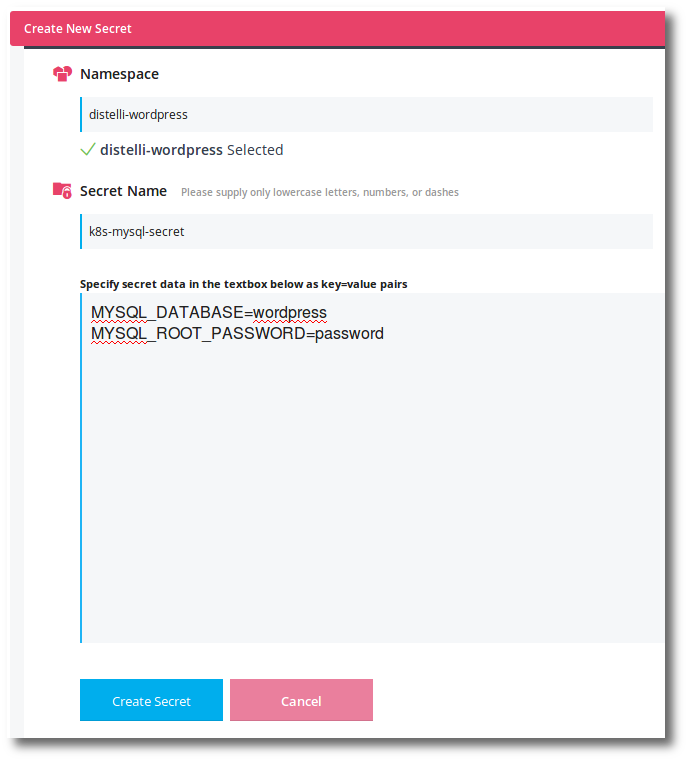 Create New Secret
Namespace
distelli-wordpress
distelli-wordpress Selected
Secret Name Please supply only lowercase letters, numbers, or dashes
k8s-mysql-secret
Specify secret data in the textbox below as key=value pairs
MYSQL_DATABASE=wordpress
MYSQL_ROOT_PASSWORD=password
Create Secret Cancel